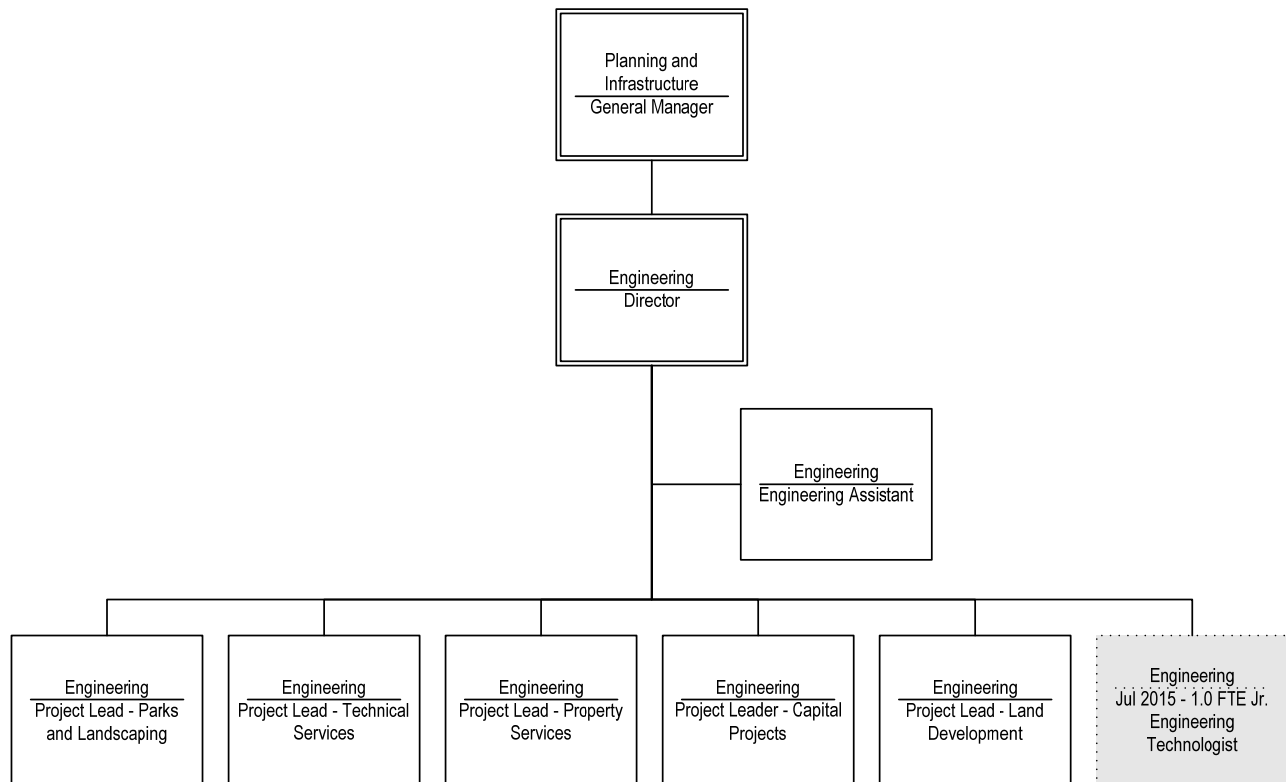 Planning and
Infrastructure
General Manager
Engineering
Director
Engineering
Engineering Assistant
Engineering
Project Lead - Parks
and Landscaping
Engineering
Project Lead - Technical
Services
Engineering
Project Lead - Property
Services
Engineering
Project Leader - Capital
Projects
Engineering
Project Lead - Land
Development
Engineering
Jul 2015 - 1.0 FTE Jr.
Engineering
Technologist